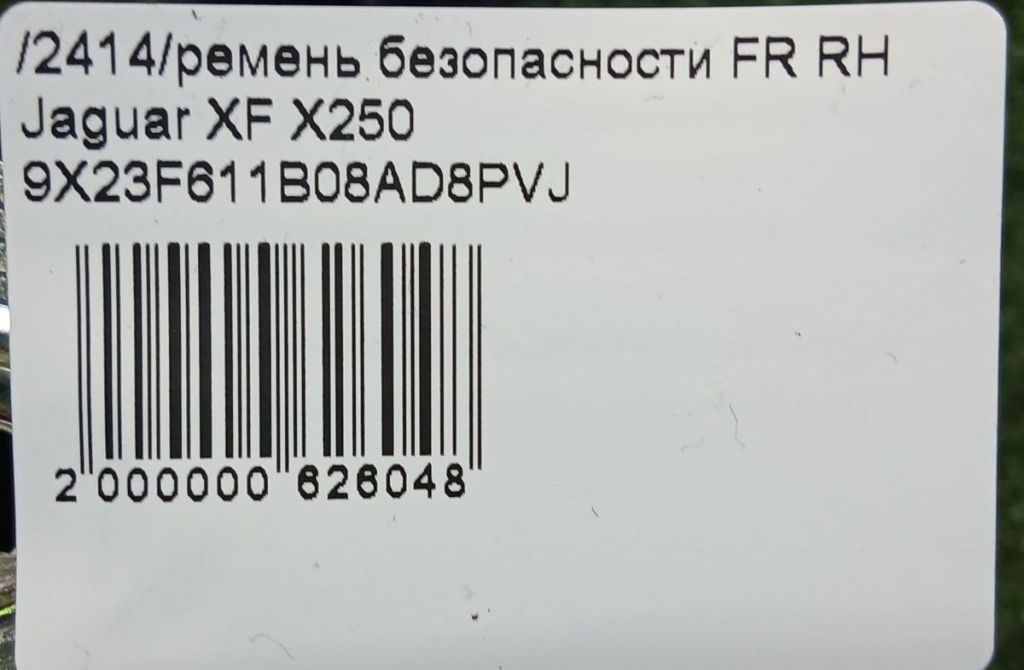 /2414/ремень безопасности FR RH
Jaguar XF X250
9X23F611B08AD8PVJ
2 000000 626048